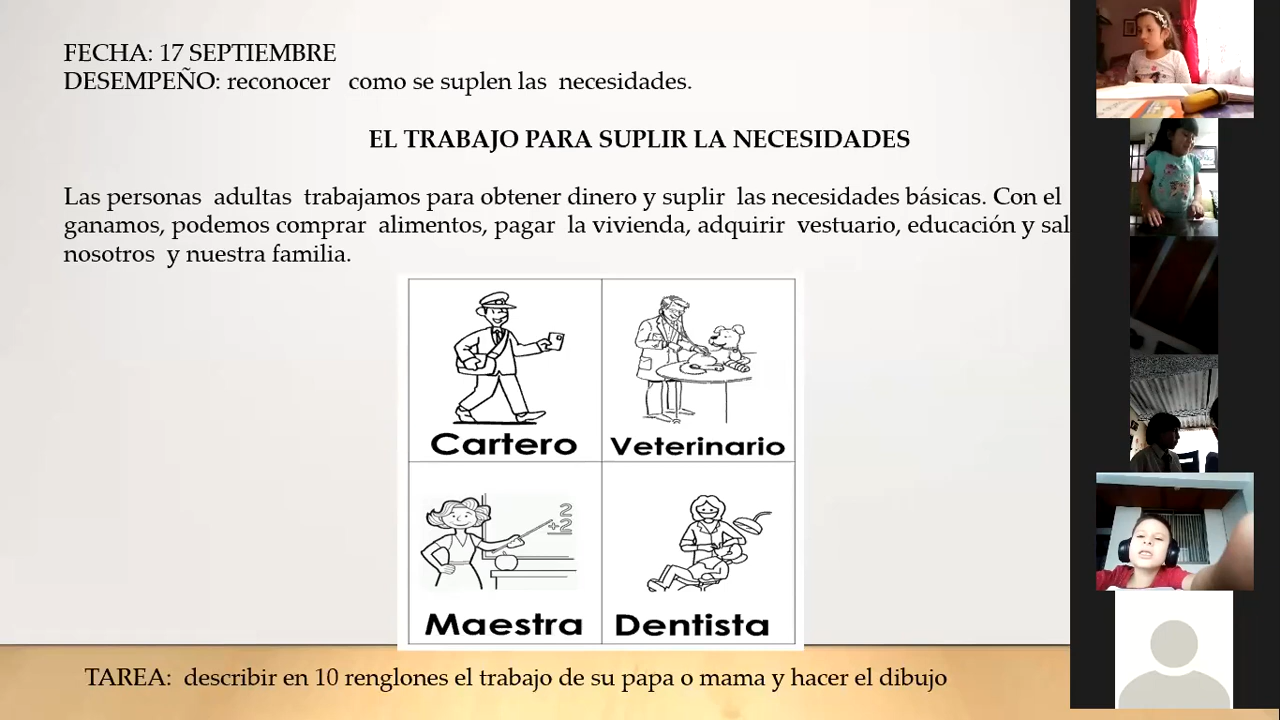 FECHA: 17 SEPTIEMBRE
DESEMPEÑO: reconocer como se suplen las necesidades.
EL TRABAJO PARA SUPLIR LA NECESIDADES
Las personas adultas trabajamos para obtener dinero y suplir las necesidades básicas. Con el
ganamos, podemos comprar alimentos, pagar la vivienda, adquirir vestuario, educación y sal
nosotros y nuestra familia.
Cartero
Veterinario
2
+2
Maestra
Dentista
TAREA: describir en 10 renglones el trabajo de su papa o mama y hacer el dibujo